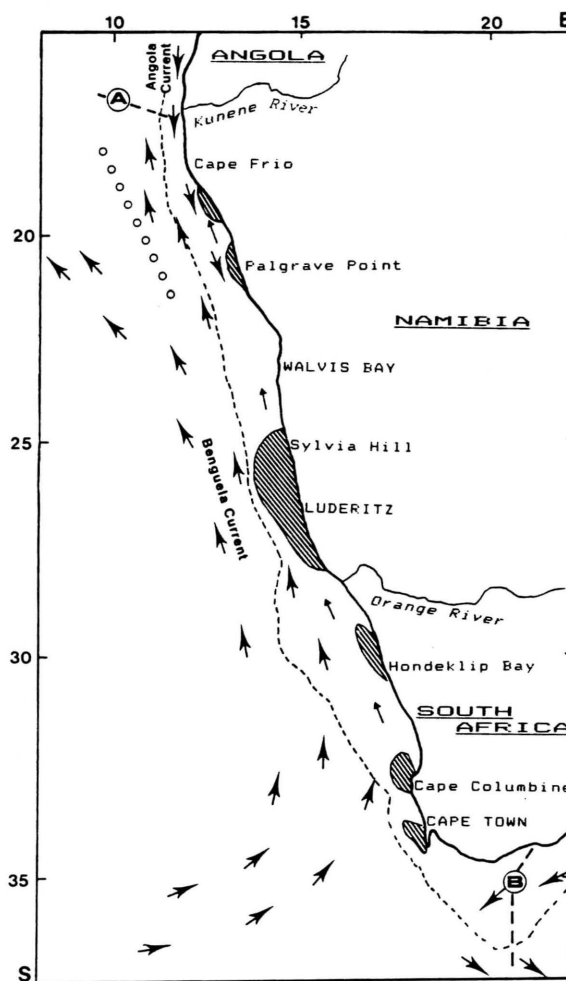 10 15 20 E
ANGOLA
Angola
Current
A
Kunene River
Cape Frio
20
Palgrave Point
NAMIBIA
WALVIS BAY
25
Sylvia Hill
Benguela Current
LUDERITZ
Orange River
30
Hondeklip Bay
SOUTH
AFRICA
Cape Columbine
CAPE TOWN
35
B
S